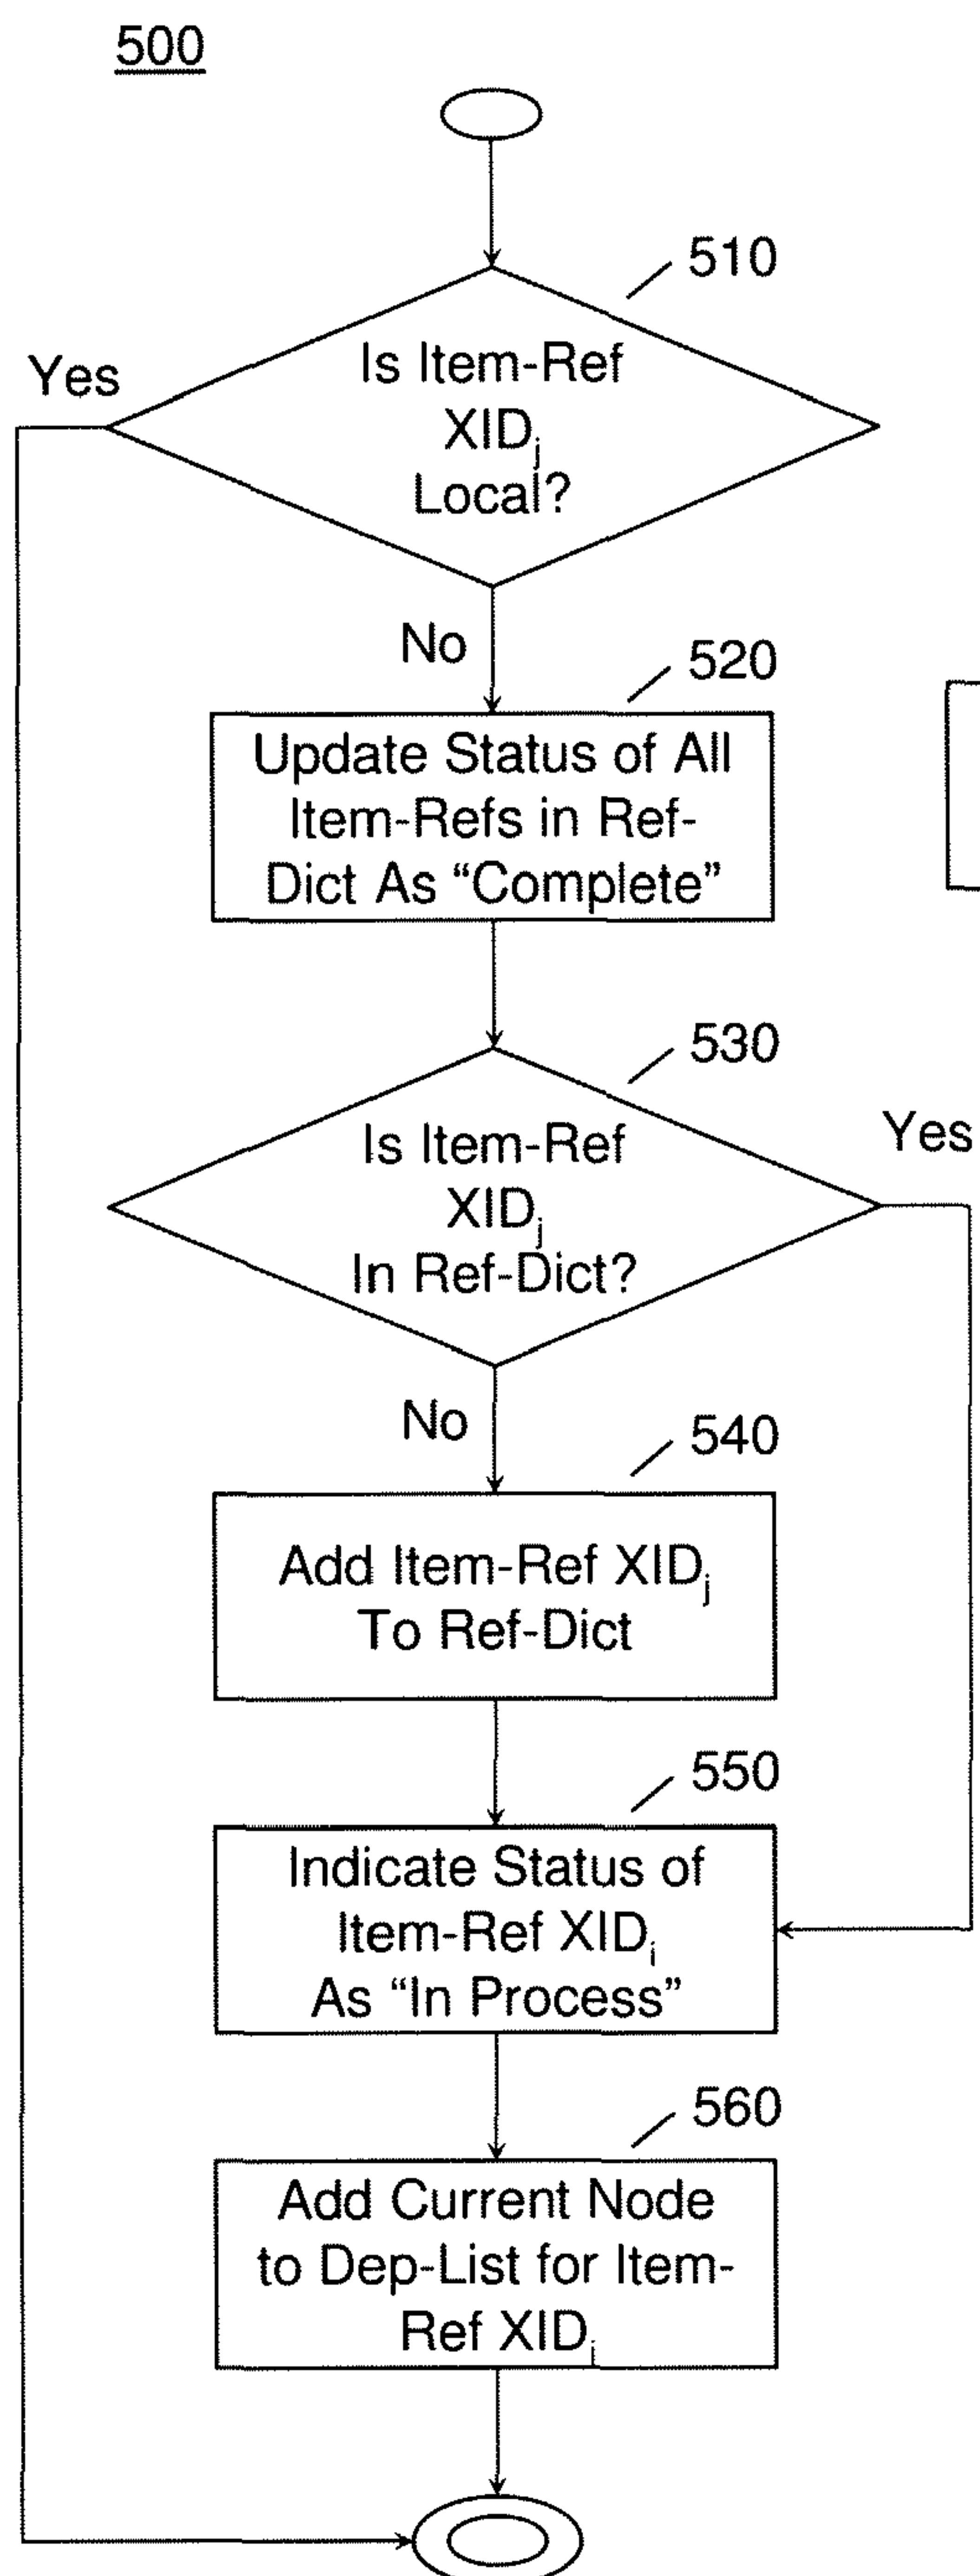 500
510
Is Item-Ref
XIDj
Local?
Yes
No
520
Update Status of All
Item-Refs in Ref-
Dict As “Complete”
530
Is Item-Ref
XIDj
In Ref-Dict?
Yes
No
540
Add Item-Ref XIDj
To Ref-Dict
550
Indicate Status of
Item-Ref XIDi
As “In Process”
560
Add Current Node
to Dep-List for Item-
Ref XIDi